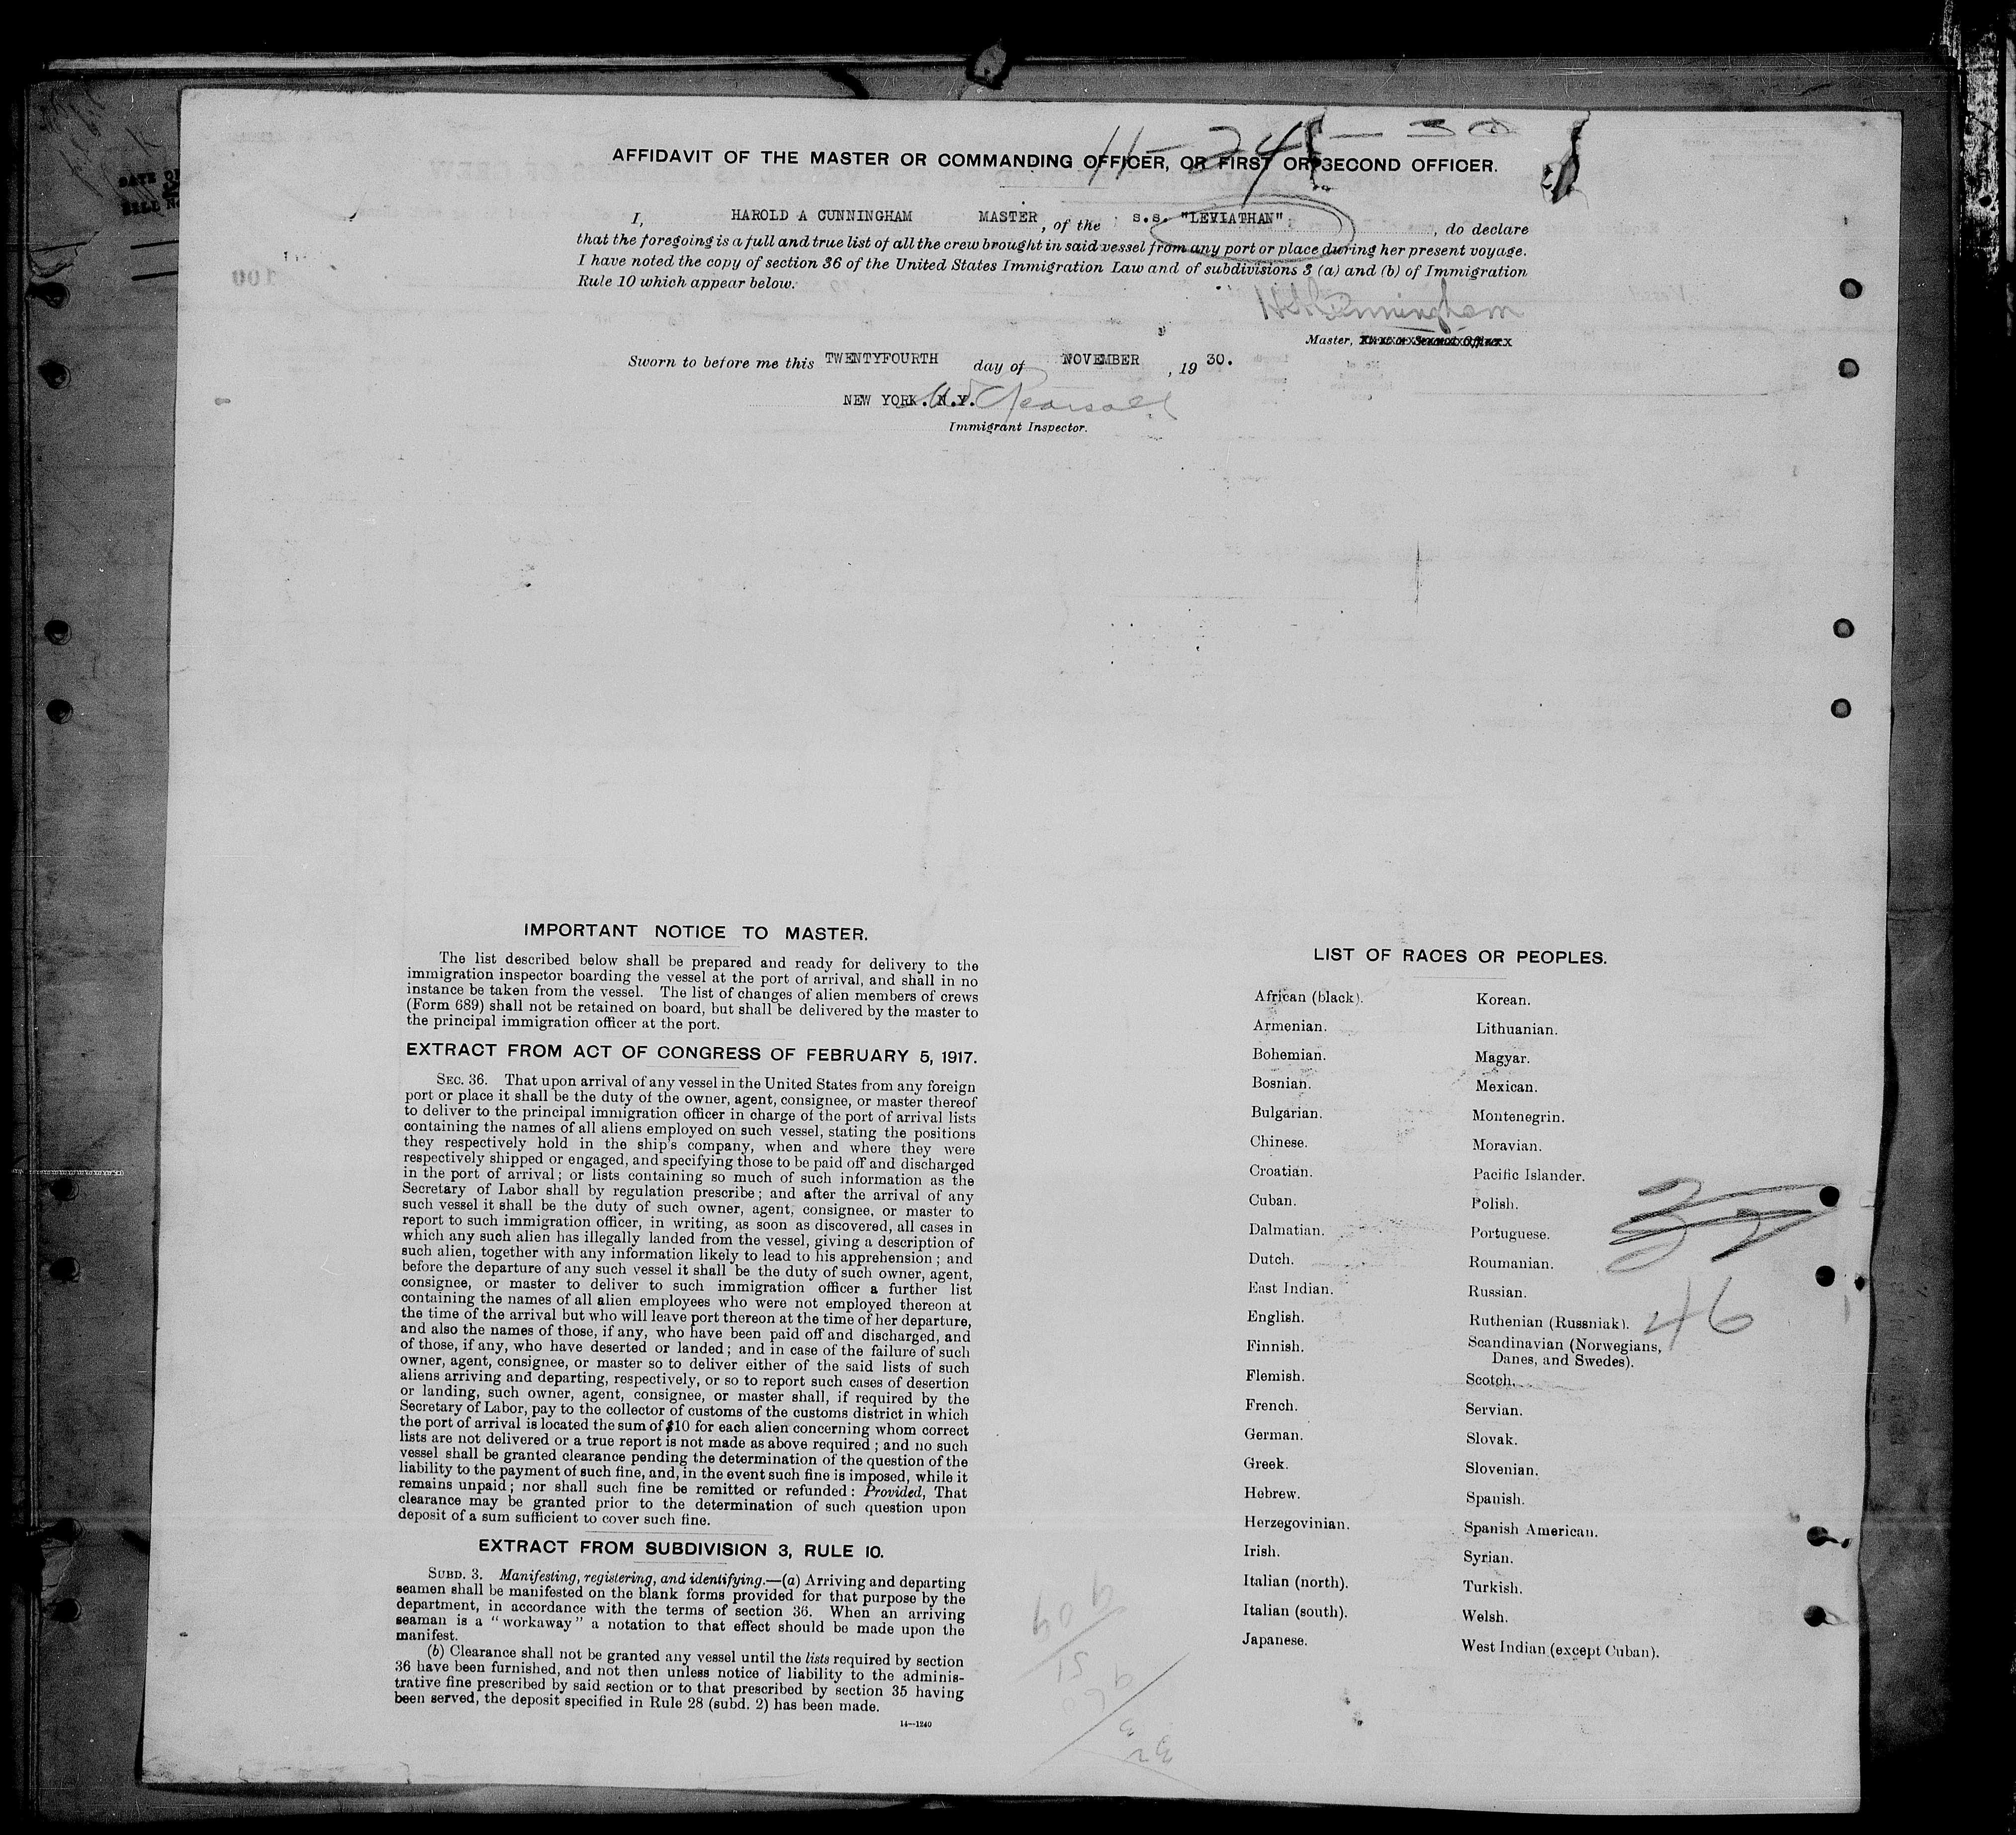 11-24-30
AFFIDAVIT OF THE MASTER OR COMMANDING OFFICER, OR FIRST OR SECOND OFFICER.
I, HAROLD A CUNNINGHAM MASTER, of the s.s. "LEVIATHAN", do declare
that the foregoing is a full and true list of all the crew brought in said vessel from any port or place during her present voyage.
I have noted the copy of section 36 of the United States Immigration Law and of subdivisions 3 (a) and (b) of Immigration
Rule 10 which appear below.
H A Cunningham
Master, First or Second Officer.
Sworn to before me this TWENTYFOURTH day of NOVEMBER, 19 30.
NEW YORK. N.Y.
Immigrant Inspector.
IMPORTANT NOTICE TO MASTER.
The list described below shall be prepared and ready for delivery to the
immigration inspector boarding the vessel at the port of arrival, and shall in no
instance be taken from the vessel. The list of changes of alien members of crews
(Form 689) shall not be retained on board, but shall be delivered by the master to
the principal immigration officer at the port.
EXTRACT FROM ACT OF CONGRESS OF FEBRUARY 5, 1917.
SEC. 36. That upon arrival of any vessel in the United States from any foreign
port or place it shall be the duty of the owner, agent, consignee, or master thereof
to deliver to the principal immigration officer in charge of the port of arrival lists
containing the names of all aliens employed on such vessel, stating the positions
they respectively hold in the ship's company, when and where they were
respectively shipped or engaged, and specifying those to be paid off and discharged
in the port of arrival; or lists containing so much of such information as the
Secretary of Labor shall by regulation prescribe; and after the arrival of any
such vessel it shall be the duty of such owner, agent, consignee, or master to
report to such immigration officer, in writing, as soon as discovered, all cases in
which any such alien has illegally landed from the vessel, giving a description of
such alien, together with any information likely to lead to his apprehension; and
before the departure of any such vessel it shall be the duty of such owner, agent,
consignee, or master to deliver to such immigration officer a further list
containing the names of all alien employees who were not employed thereon at
the time of the arrival but who will leave port thereon at the time of her departure,
and also the names of those, if any, who have been paid off and discharged, and
of those, if any, who have deserted or landed; and in case of the failure of such
owner, agent, consignee, or master so to deliver either of the said lists of such
aliens arriving and departing, respectively, or so to report such cases of desertion
or landing, such owner, agent, consignee, or master shall, if required by the
Secretary of Labor, pay to the collector of customs of the customs district in which
the port of arrival is located the sum of $10 for each alien concerning whom correct
lists are not delivered or a true report is not made as above required; and no such
vessel shall be granted clearance pending the determination of the question of the
liability to the payment of such fine, and, in the event such fine is imposed, while it
remains unpaid; nor shall such fine be remitted or refunded: Provided, That
clearance may be granted prior to the determination of such question upon
deposit of a sum sufficient to cover such fine.
EXTRACT FROM SUBDIVISION 3, RULE 10.
SUBD. 3. Manifesting, registering, and identifying.—(a) Arriving and departing
seamen shall be manifested on the blank forms provided for that purpose by the
department, in accordance with the terms of section 36. When an arriving
seaman is a "workaway" a notation to that effect should be made upon the
manifest.
(b) Clearance shall not be granted any vessel until the lists required by section
36 have been furnished, and not then unless notice of liability to the adminis-
trative fine prescribed by said section or to that prescribed by section 35 having
been served, the deposit specified in Rule 28 (subd. 2) has been made.
14—1240
LIST OF RACES OR PEOPLES.
African (black).
Armenian.
Bohemian.
Bosnian.
Bulgarian.
Chinese.
Croatian.
Cuban.
Dalmatian.
Dutch.
East Indian.
English.
Finnish.
Flemish.
French.
German.
Greek.
Hebrew.
Herzegovinian.
Irish.
Italian (north).
Italian (south).
Japanese.
Korean.
Lithuanian.
Magyar.
Mexican.
Montenegrin.
Moravian.
Pacific Islander.
Polish.
Portuguese.
Roumanian.
Russian.
Ruthenian (Russniak).
Scandinavian (Norwegians,
Danes, and Swedes).
Scotch.
Servian.
Slovak.
Slovenian.
Spanish.
Spanish American.
Syrian.
Turkish.
Welsh.
West Indian (except Cuban).
46